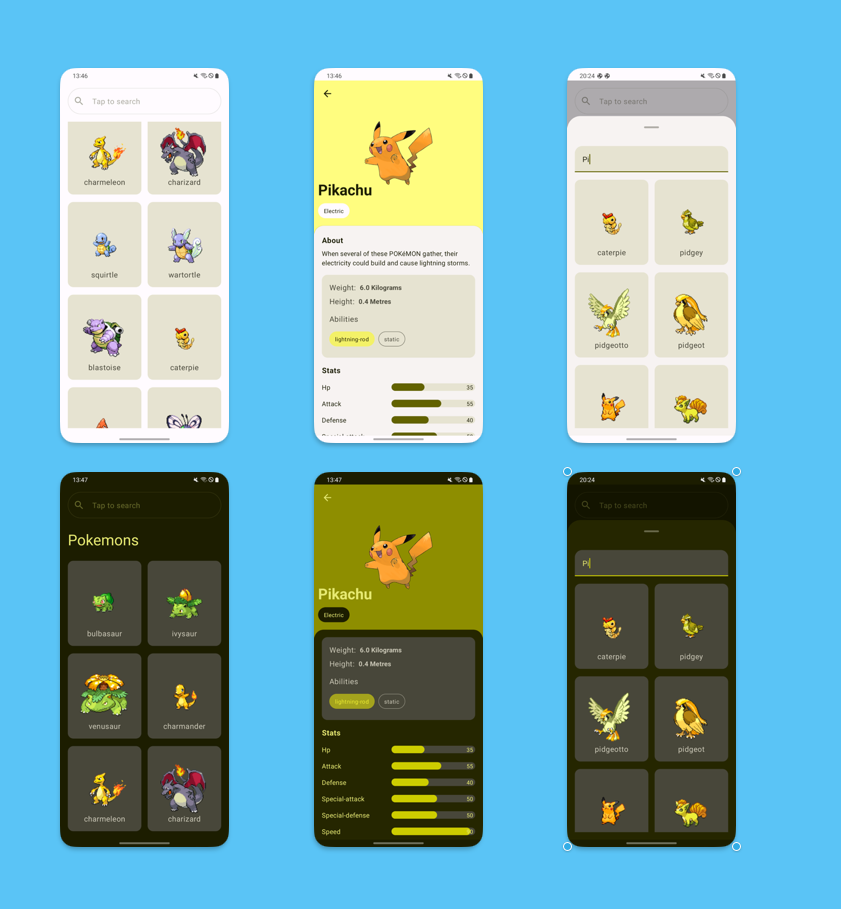 13:46
Tap to search
charmeleon charizard
squirtle wartortle
blastoise caterpie
13:46
Pikachu
Electric
About
When several of these POKéMON gather, their
electricity could build and cause lightning storms.
Weight: 6.0 Kilograms
Height: 0.4 Metres
Abilities
lightning-rod static
Stats
Hp 35
Attack 55
Defense 40
20:24
Tap to search
Pi
caterpie pidgey
pidgeotto pidgeot
13:47
Tap to search
Pokemons
bulbasaur ivysaur
venusaur charmander
charmeleon charizard
13:47
Pikachu
Electric
Weight: 6.0 Kilograms
Height: 0.4 Metres
Abilities
lightning-rod static
Stats
Hp 35
Attack 55
Defense 40
Special-attack 50
Special-defense 50
Speed
20:24
Tap to search
Pi
caterpie pidgey
pidgeotto pidgeot